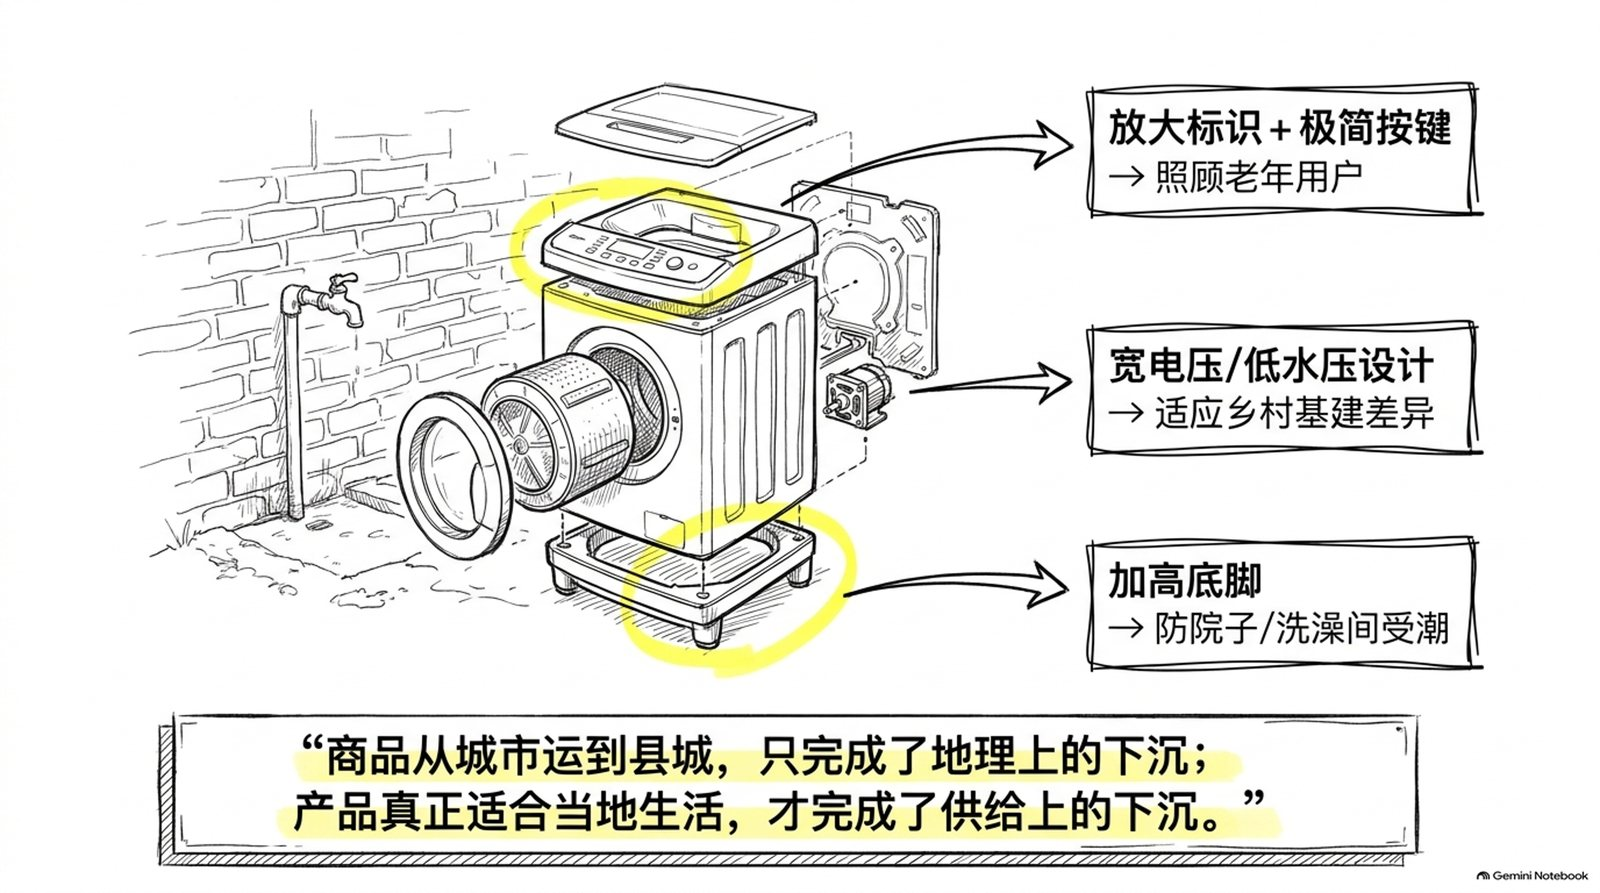 放大标识 + 极简按键
→ 照顾老年用户
宽电压/低水压设计
→ 适应乡村基建差异
加高底脚
→ 防院子/洗澡间受潮
“商品从城市运到县城，只完成了地理上的下沉；
产品真正适合当地生活，才完成了供给上的下沉。”
Gemini Notebook